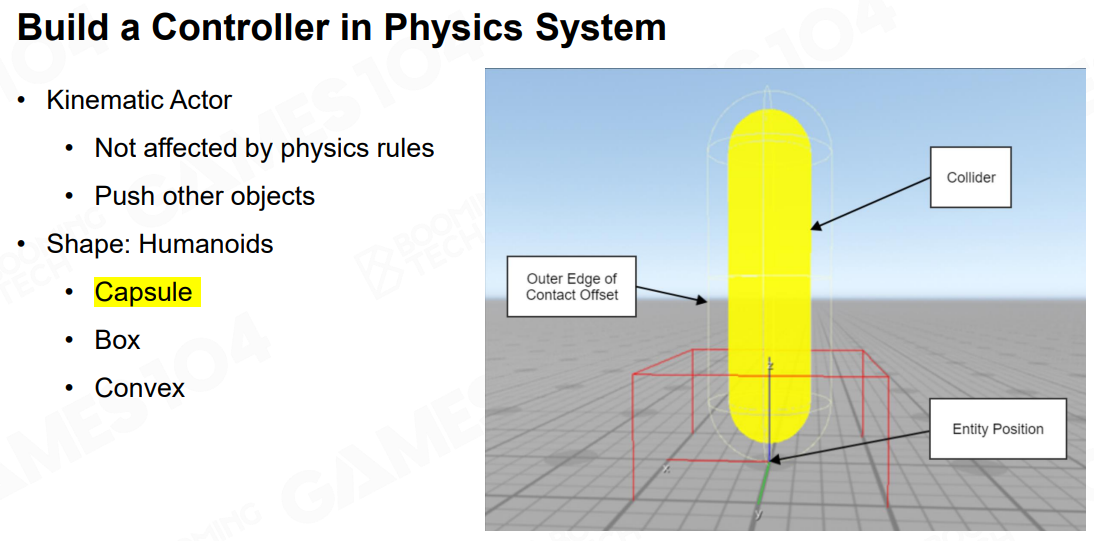 Build a Controller in Physics System
• Kinematic Actor
• Not affected by physics rules
• Push other objects
• Shape: Humanoids
• Capsule
• Box
• Convex
Collider
Outer Edge of
Contact Offset
Entity Position
z
x
y
BOOMING
TECH
GAMES104